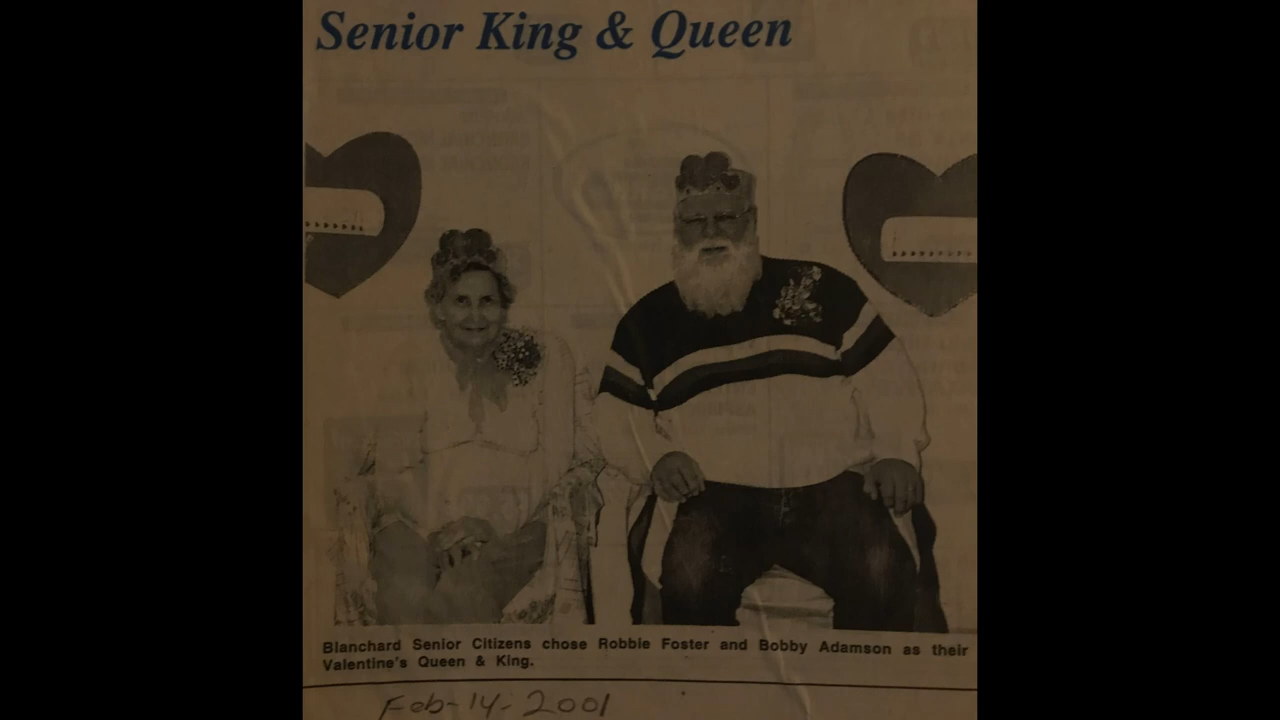 Senior King & Queen
Blanchard Senior Citizens chose Robbie Foster and Bobby Adamson as their
Valentine's Queen & King.
Feb-14-2001